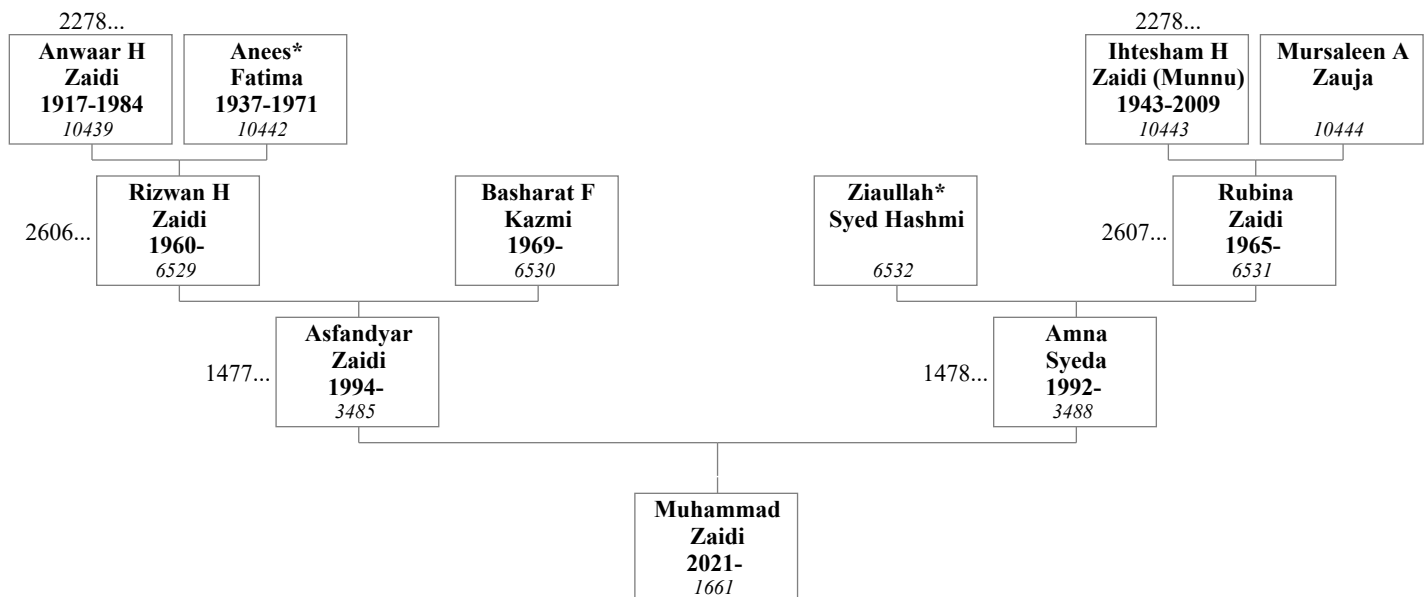 2278...
Anwaar H
Zaidi
1917-1984
10439
Anees*
Fatima
1937-1971
10442
2278...
Ihtesham H
Zaidi (Munnu)
1943-2009
10443
Mursaleen A
Zauja
10444
2606...
Rizwan H
Zaidi
1960-
6529
Basharat F
Kazmi
1969-
6530
Ziaullah*
Syed Hashmi
6532
2607...
Rubina
Zaidi
1965-
6531
1477...
Asfandyar
Zaidi
1994-
3485
1478...
Amna
Syeda
1992-
3488
Muhammad
Zaidi
2021-
1661